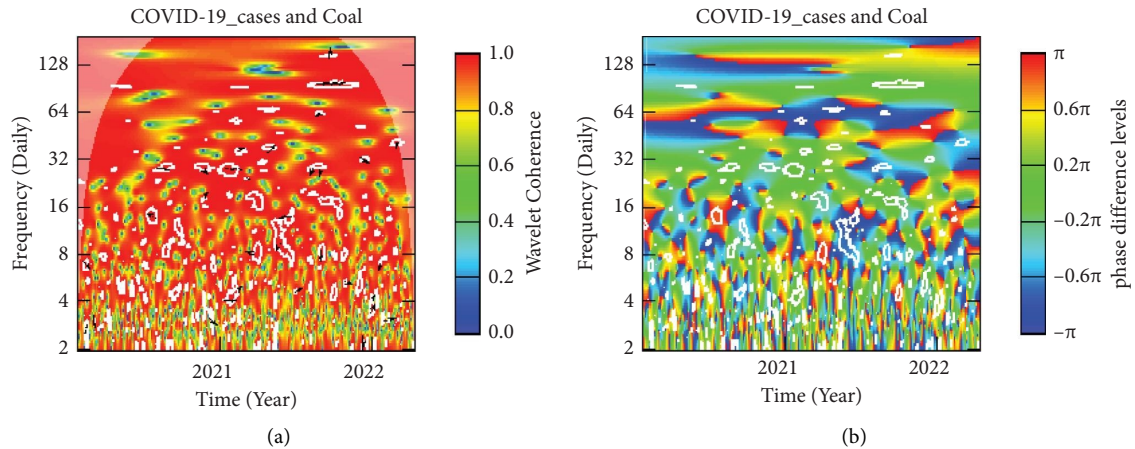 COVID-19_cases and Coal
128
64
32
16
8
4
2
Frequency (Daily)
2021
2022
Time (Year)
1.0
0.8
0.6
0.4
0.2
0.0
Wavelet Coherence
(a)
COVID-19_cases and Coal
128
64
32
16
8
4
2
Frequency (Daily)
2021
2022
Time (Year)
π
0.6π
0.2π
−0.2π
−0.6π
−π
phase difference levels
(b)